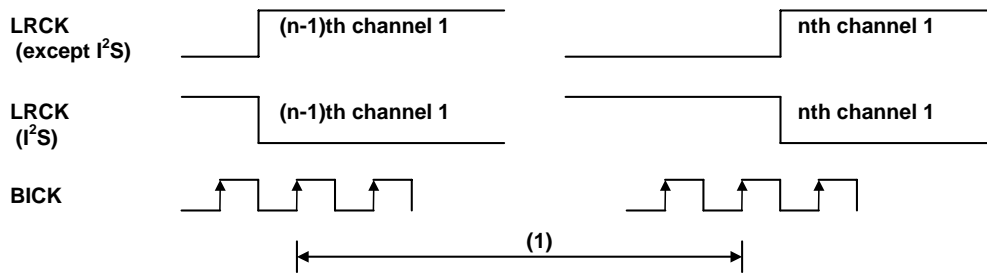 LRCK (n-1)th channel 1 nth channel 1
(except I²S)
LRCK (n-1)th channel 1 nth channel 1
(I²S)
BICK
(1)